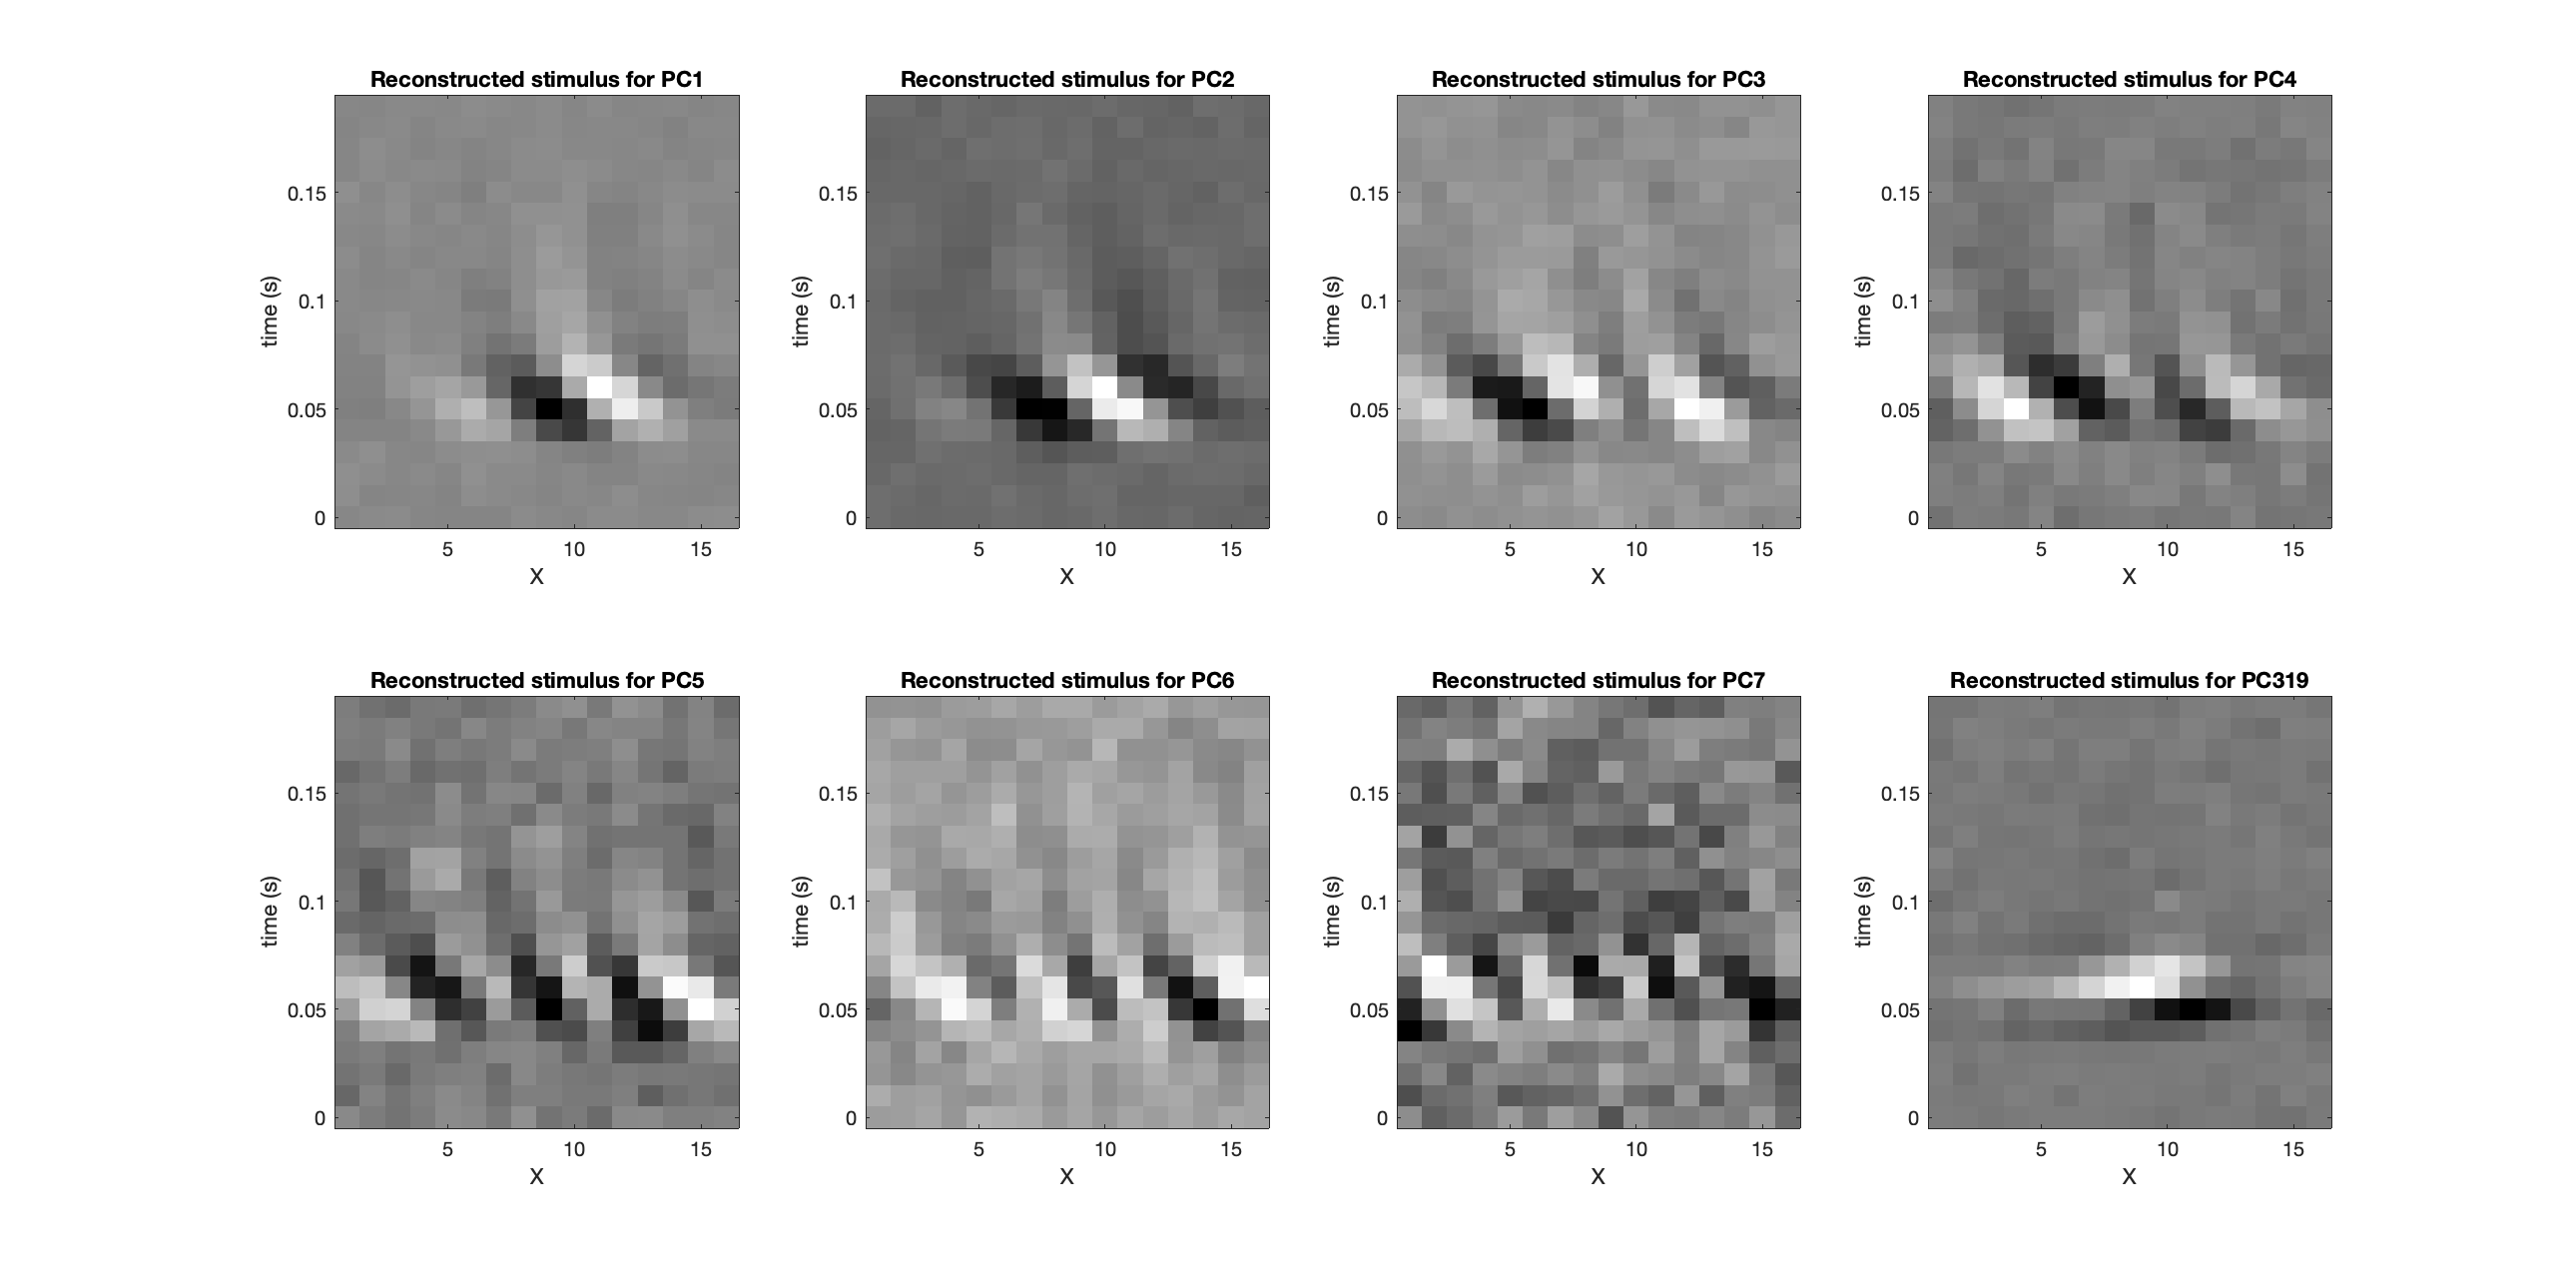 Reconstructed stimulus for PC1
Reconstructed stimulus for PC2
Reconstructed stimulus for PC3
Reconstructed stimulus for PC4
time (s)
0.15
0.1
0.05
0
5 10 15
X
time (s)
0.15
0.1
0.05
0
5 10 15
X
time (s)
0.15
0.1
0.05
0
5 10 15
X
time (s)
0.15
0.1
0.05
0
5 10 15
X
Reconstructed stimulus for PC5
Reconstructed stimulus for PC6
Reconstructed stimulus for PC7
Reconstructed stimulus for PC319
time (s)
0.15
0.1
0.05
0
5 10 15
X
time (s)
0.15
0.1
0.05
0
5 10 15
X
time (s)
0.15
0.1
0.05
0
5 10 15
X
time (s)
0.15
0.1
0.05
0
5 10 15
X